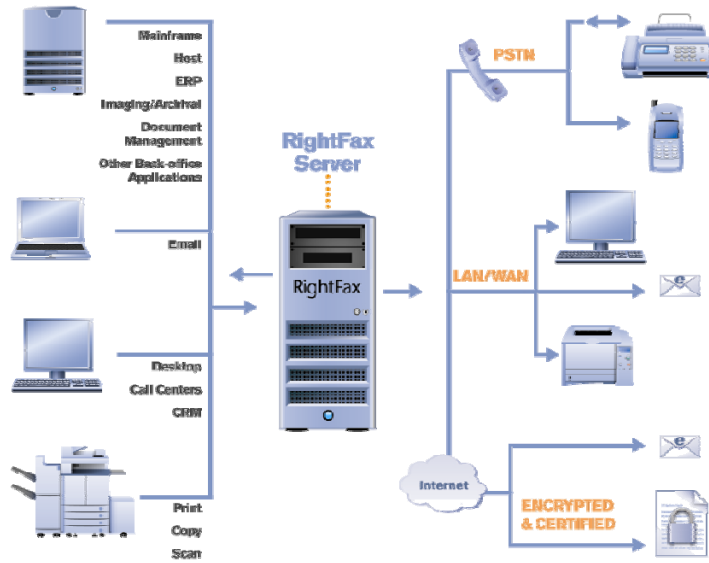 Mainframe
Host
ERP
Imaging/Archival
Document
Management
Other Back-office
Applications
Email
Desktop
Call Centers
CRM
Print
Copy
Scan
RightFax
Server
RightFax
PSTN
LAN/WAN
e
Internet
e
ENCRYPTED
& CERTIFIED